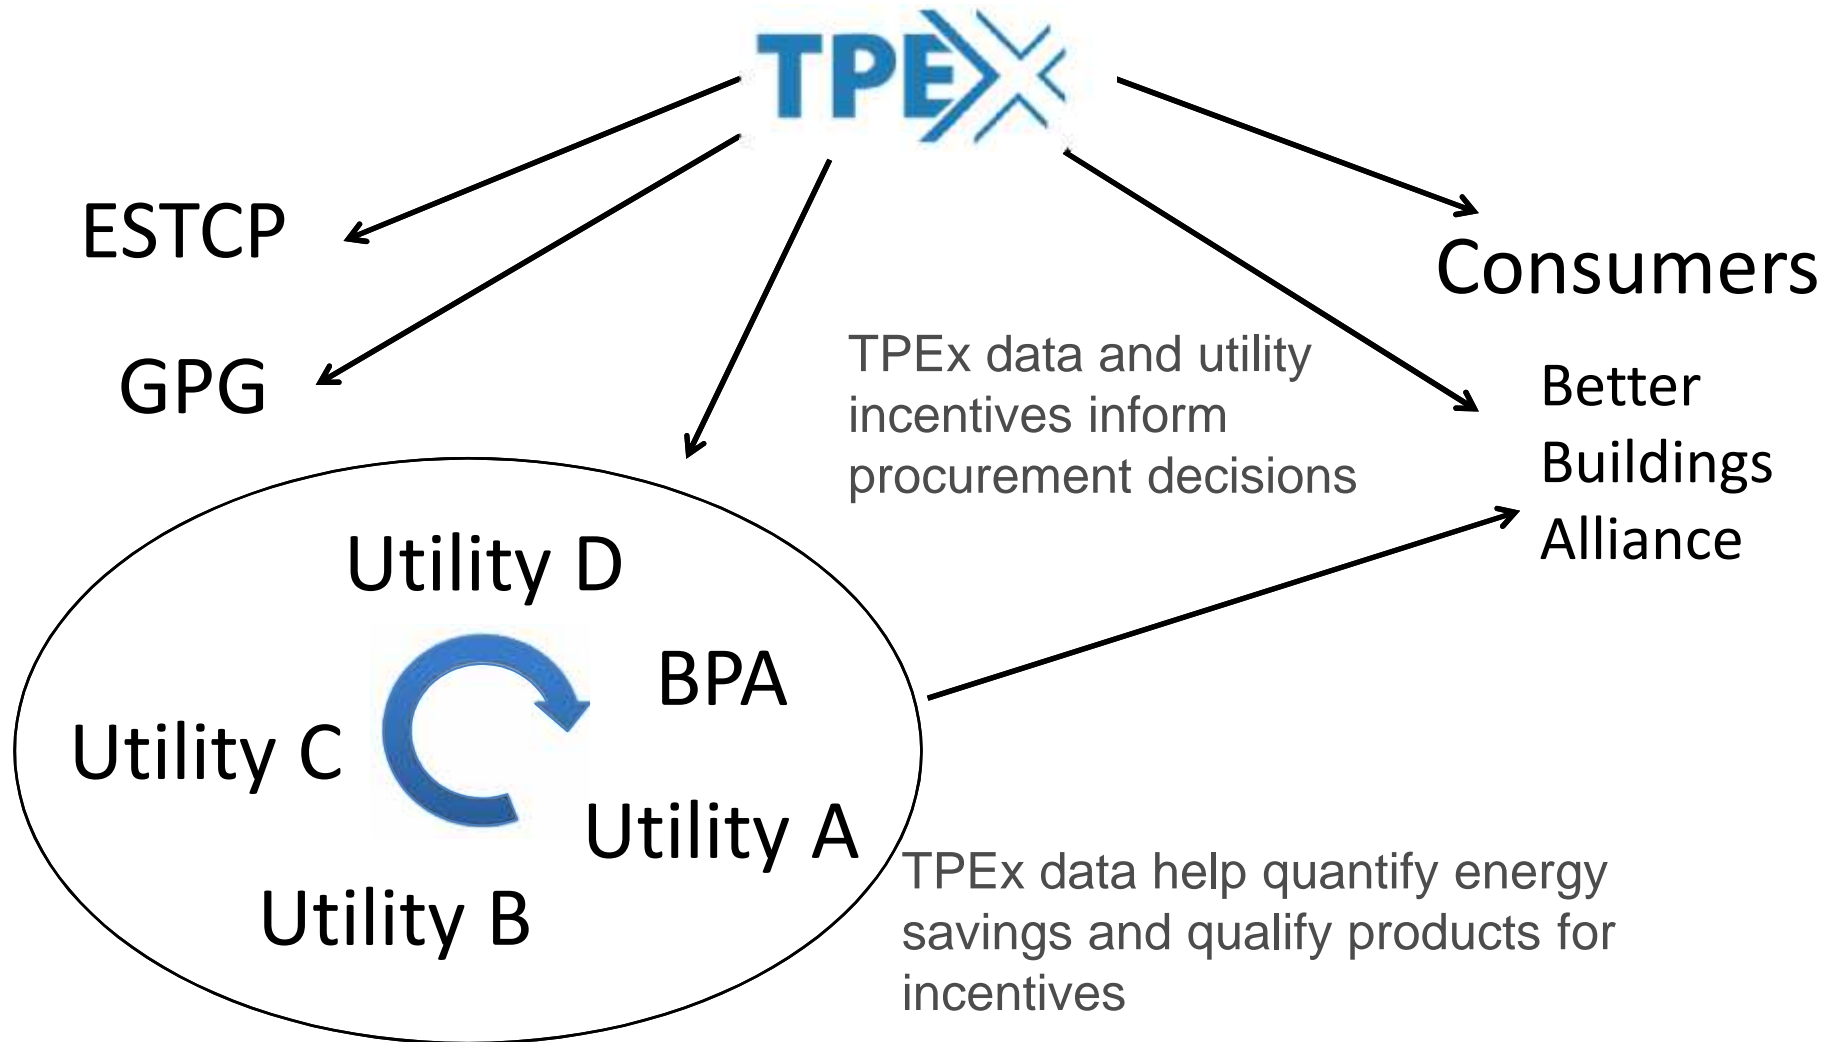 TPEX
ESTCP
Consumers
GPG
TPEx data and utility
incentives inform
procurement decisions
Better
Buildings
Alliance
Utility D
BPA
Utility C
Utility A
Utility B
TPEx data help quantify energy
savings and qualify products for
incentives